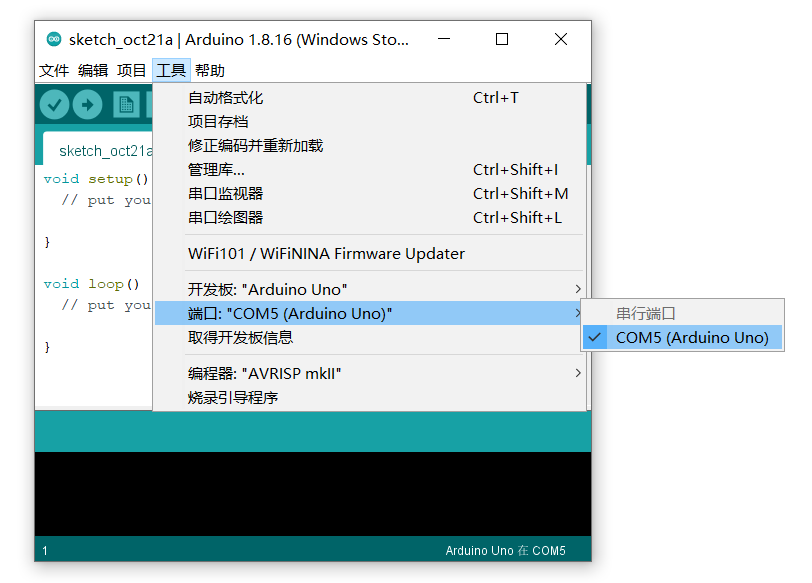 sketch_oct21a | Arduino 1.8.16 (Windows Sto...
文件 编辑 项目 工具 帮助
sketch_oct21a
void setup()
// put you
}
void loop()
// put you
}
自动格式化 Ctrl+T
项目存档
修正编码并重新加载
管理库... Ctrl+Shift+I
串口监视器 Ctrl+Shift+M
串口绘图器 Ctrl+Shift+L
WiFi101 / WiFiNINA Firmware Updater
开发板: "Arduino Uno"
端口: "COM5 (Arduino Uno)"
取得开发板信息
编程器: "AVRISP mkII"
烧录引导程序
串行端口
COM5 (Arduino Uno)
1 Arduino Uno 在 COM5